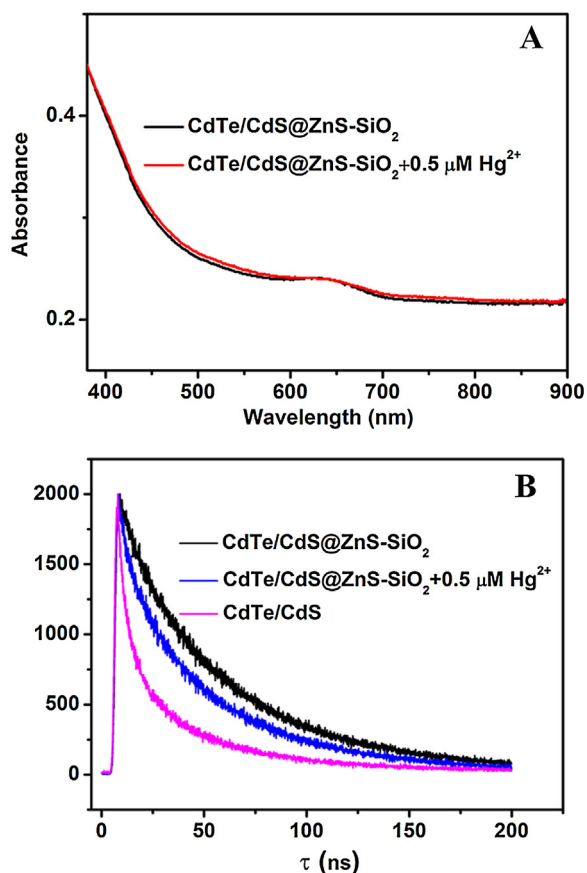 A
0.4
0.2
Absorbance
CdTe/CdS@ZnS-SiO₂
CdTe/CdS@ZnS-SiO₂+0.5 μM Hg²⁺
400 500 600 700 800 900
Wavelength (nm)
B
2000
1500
1000
500
0
CdTe/CdS@ZnS-SiO₂
CdTe/CdS@ZnS-SiO₂+0.5 μM Hg²⁺
CdTe/CdS
0 50 100 150 200
τ (ns)